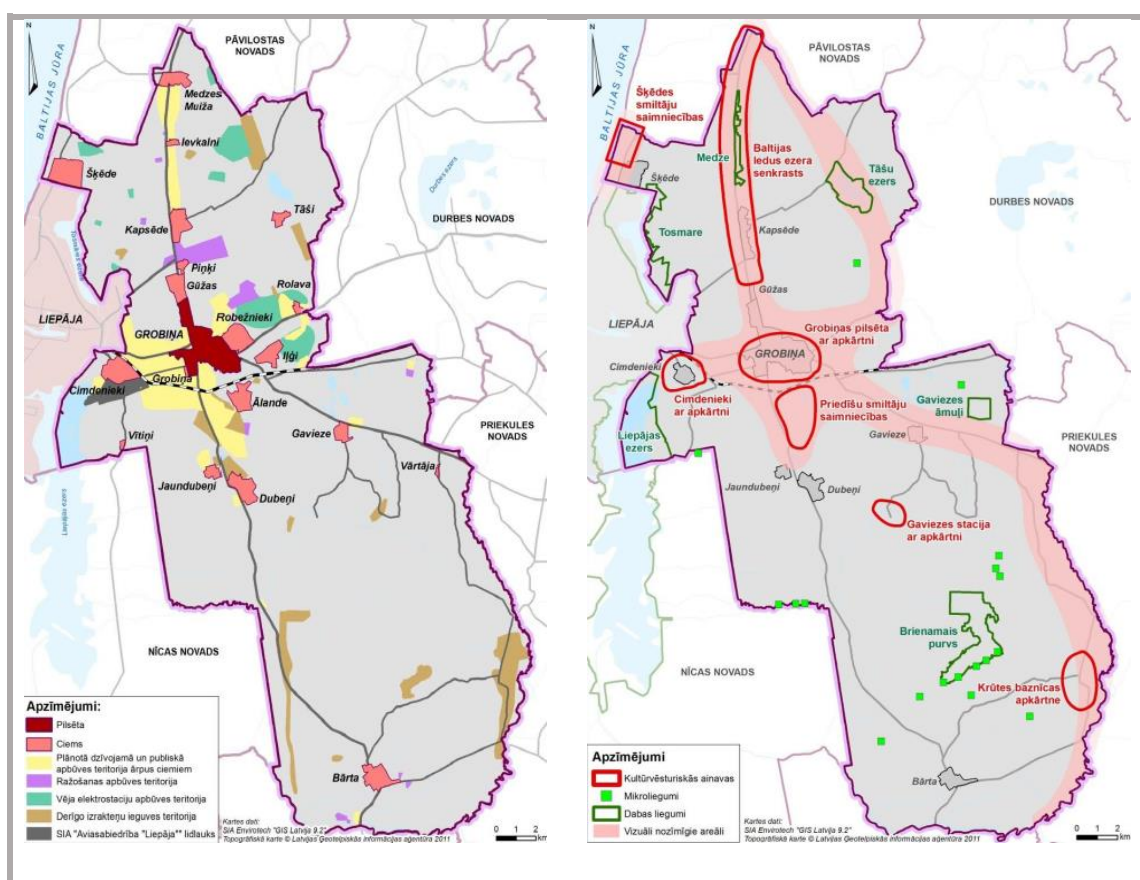 N
PĀVILOSTAS
NOVADS
BALTIJAS JŪRA
Medzes
Muiža
Ievkalni
Šķēde
Durbes ezers
Tāši
DURBES NOVADS
Kapsēde
Tosmares ezers
Piņķi
Gūžas
Rolava
LIEPĀJA
Robežnieki
GROBIŅA
Iļģi
Cimdenieki
Grobiņa
Ālande
PRIEKULES
NOVADS
Vītiņi
Gavieze
Vārtāja
Jaundubeņi
Dubeņi
Liepājas ezers
NĪCAS NOVADS
Bārta
Apzīmējumi:
Pilsēta
Ciems
Plānotā dzīvojamā un publiskā
apbūves teritorija ārpus ciemiem
Ražošanas apbūves teritorija
Vēja elektrostaciju apbūves teritorija
Derīgo izrakteņu ieguves teritorija
SIA "Aviasabiedrība "Liepāja"" lidlauks
Kartes dati:
SIA Envirotech "GIS Latvija 9.2"
Topogrāfiskā karte © Latvijas Ģeotelpiskās informācijas aģentūra 2011
0 1 2
km
N
PĀVILOSTAS
NOVADS
BALTIJAS JŪRA
Šķēdes
smiltāju
saimniecības
Medze
Baltijas
ledus ezera
senkrasts
Šķēde
Tāšu
ezers
DURBES NOVADS
Tosmare
Kapsēde
Gūžas
LIEPĀJA
Grobiņas pilsēta
ar apkārtni
GROBIŅA
Cimdenieki
Cimdenieki
ar apkārtni
Priedīšu smiltāju
saimniecības
Gaviezes
āmuļi
Liepājas
ezers
Gavieze
PRIEKULES
NOVADS
Jaundubeņi
Dubeņi
Gaviezes stacija
ar apkārtni
Brienamais
purvs
NĪCAS NOVADS
Krūtes baznīcas
apkārtne
Bārta
Apzīmējumi
Kultūrvēsturiskās ainavas
Mikroliegumi
Dabas liegumi
Vizuāli nozīmīgie areāli
Kartes dati:
SIA Envirotech "GIS Latvija 9.2"
Topogrāfiskā karte © Latvijas Ģeotelpiskās informācijas aģentūra 2011
0 1 2
km